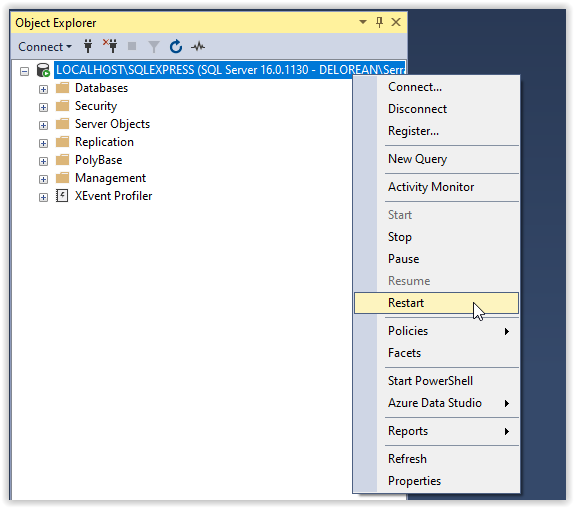 Object Explorer
Connect
LOCALHOST\SQLEXPRESS (SQL Server 16.0.1130 - DELOREAN\Serra
Databases
Security
Server Objects
Replication
PolyBase
Management
XEvent Profiler
Connect...
Disconnect
Register...
New Query
Activity Monitor
Start
Stop
Pause
Resume
Restart
Policies
Facets
Start PowerShell
Azure Data Studio
Reports
Refresh
Properties